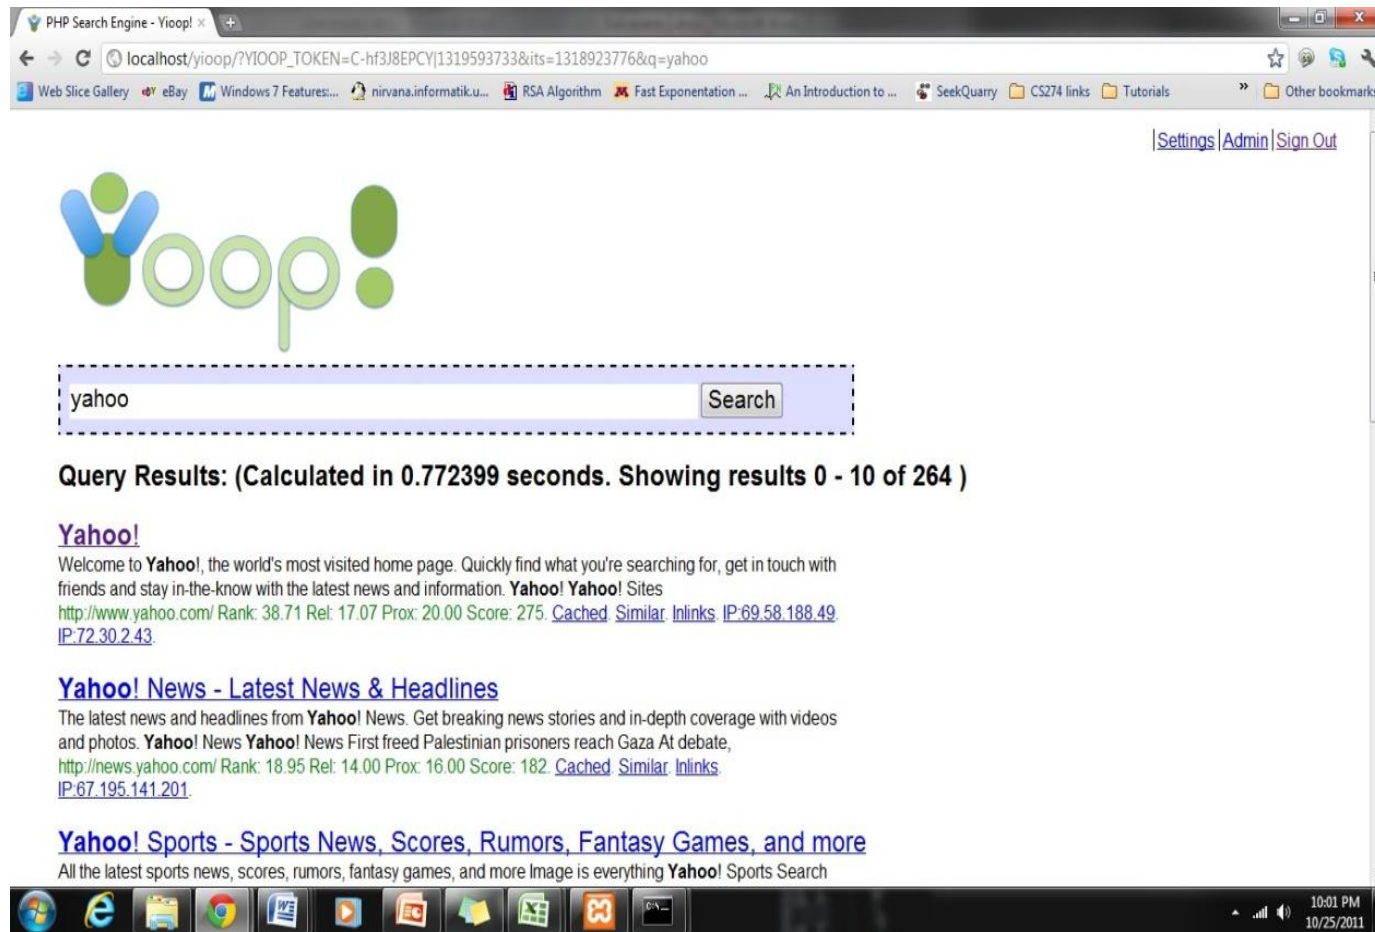 PHP Search Engine - Yioop!
localhost/yioop/?YIOOP_TOKEN=C-hf3J8EPCY|1319593733&its=1318923776&q=yahoo
Web Slice Gallery eBay Windows 7 Features:... nirvana.informatik.u... RSA Algorithm Fast Exponentation ... An Introduction to ... SeekQuarry CS274 links Tutorials » Other bookmarks
|Settings|Admin|Sign Out
Yioop!
yahoo Search
Query Results: (Calculated in 0.772399 seconds. Showing results 0 - 10 of 264 )
Yahoo!
Welcome to Yahoo!, the world's most visited home page. Quickly find what you're searching for, get in touch with
friends and stay in-the-know with the latest news and information. Yahoo! Yahoo! Sites
http://www.yahoo.com/ Rank: 38.71 Rel: 17.07 Prox: 20.00 Score: 275. Cached. Similar. Inlinks. IP:69.58.188.49.
IP:72.30.2.43.
Yahoo! News - Latest News & Headlines
The latest news and headlines from Yahoo! News. Get breaking news stories and in-depth coverage with videos
and photos. Yahoo! News Yahoo! News First freed Palestinian prisoners reach Gaza At debate,
http://news.yahoo.com/ Rank: 18.95 Rel: 14.00 Prox: 16.00 Score: 182. Cached. Similar. Inlinks.
IP:67.195.141.201.
Yahoo! Sports - Sports News, Scores, Rumors, Fantasy Games, and more
All the latest sports news, scores, rumors, fantasy games, and more Image is everything Yahoo! Sports Search
10:01 PM
10/25/2011